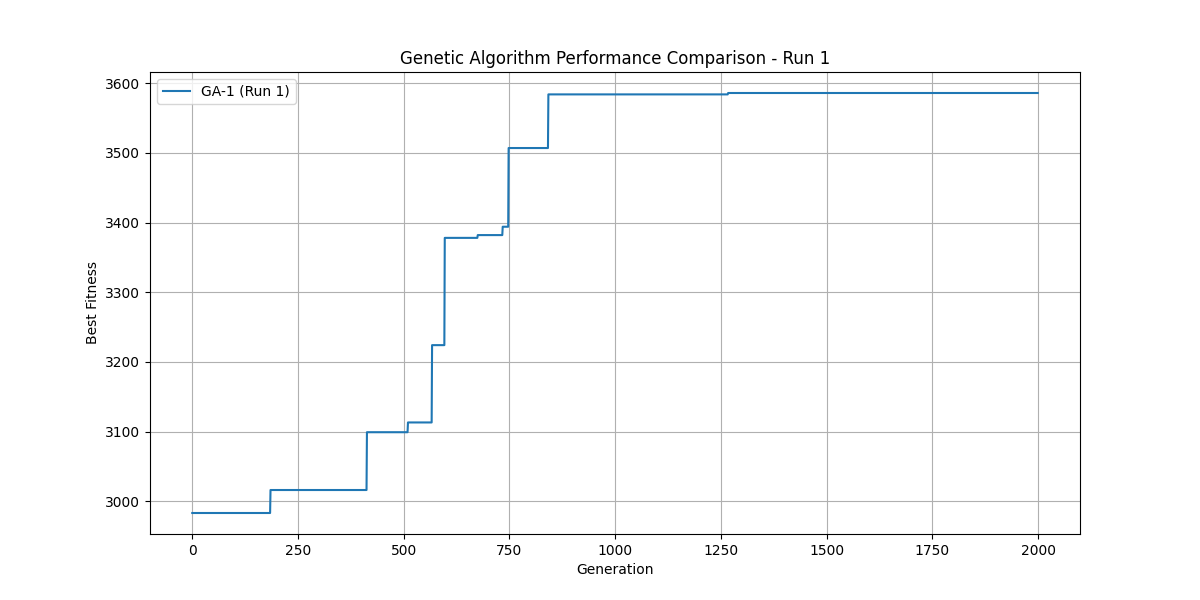 Genetic Algorithm Performance Comparison - Run 1
GA-1 (Run 1)
Best Fitness
3600
3500
3400
3300
3200
3100
3000
0 250 500 750 1000 1250 1500 1750 2000
Generation